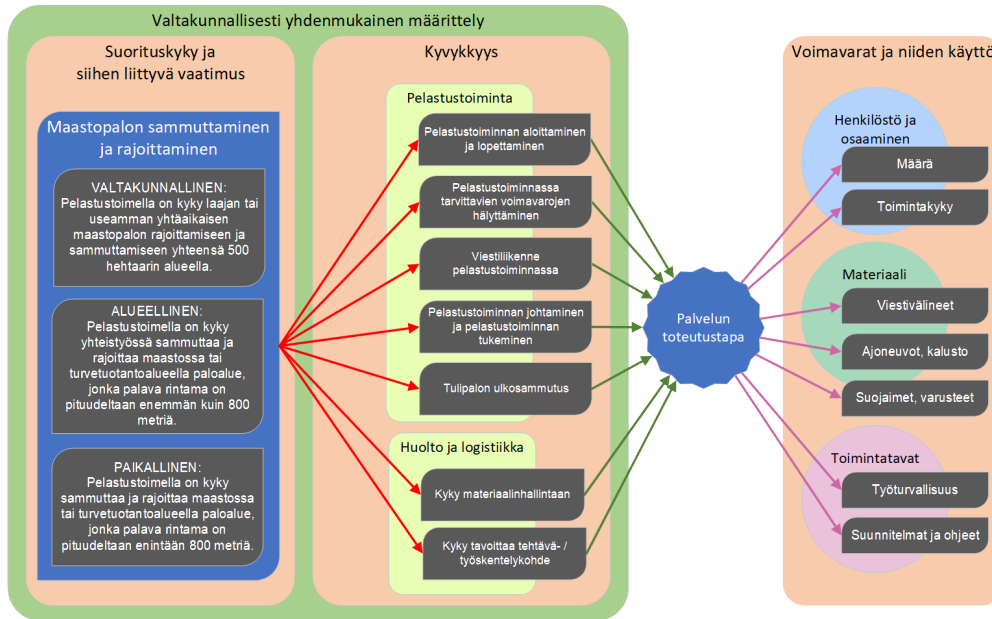 Valtakunnallisesti yhdenmukainen määrittely
Suorituskyky ja
siihen liittyvä vaatimus
Maastopalon sammuttaminen
ja rajoittaminen
VALTAKUNNALLINEN:
Pelastustoimella on kyky laajan tai
useamman yhtäaikaisen
maastopalon rajoittamiseen ja
sammuttamiseen yhteensä 500
hehtaarin alueella.
ALUEELLINEN:
Pelastustoimella on kyky
yhteistyössä sammuttaa ja
rajoittaa maastossa tai
turvetuotantoalueella paloalue,
jonka palava rintama on
pituudeltaan enemmän kuin 800
metriä.
PAIKALLINEN:
Pelastustoimella on kyky
sammuttaa ja rajoittaa maastossa
tai turvetuotantoalueella paloalue,
jonka palava rintama on
pituudeltaan enintään 800 metriä.
Kyvykkyys
Pelastustoiminta
Pelastustoiminnan aloittaminen
ja lopettaminen
Pelastustoiminnassa
tarvittavien voimavarojen
hälyttäminen
Viestiliikenne
pelastustoiminnassa
Pelastustoiminnan johtaminen
ja pelastustoiminnan
tukeminen
Tulipalon ulkosammutus
Huolto ja logistiikka
Kyky materiaalinhallintaan
Kyky tavoittaa tehtävä- /
työskentelykohde
Palvelun
toteutustapa
Voimavarat ja niiden käyttö
Henkilöstö ja
osaaminen
Määrä
Toimintakyky
Materiaali
Viestivälineet
Ajoneuvot, kalusto
Suojaimet, varusteet
Toimintatavat
Työturvallisuus
Suunnitelmat ja ohjeet